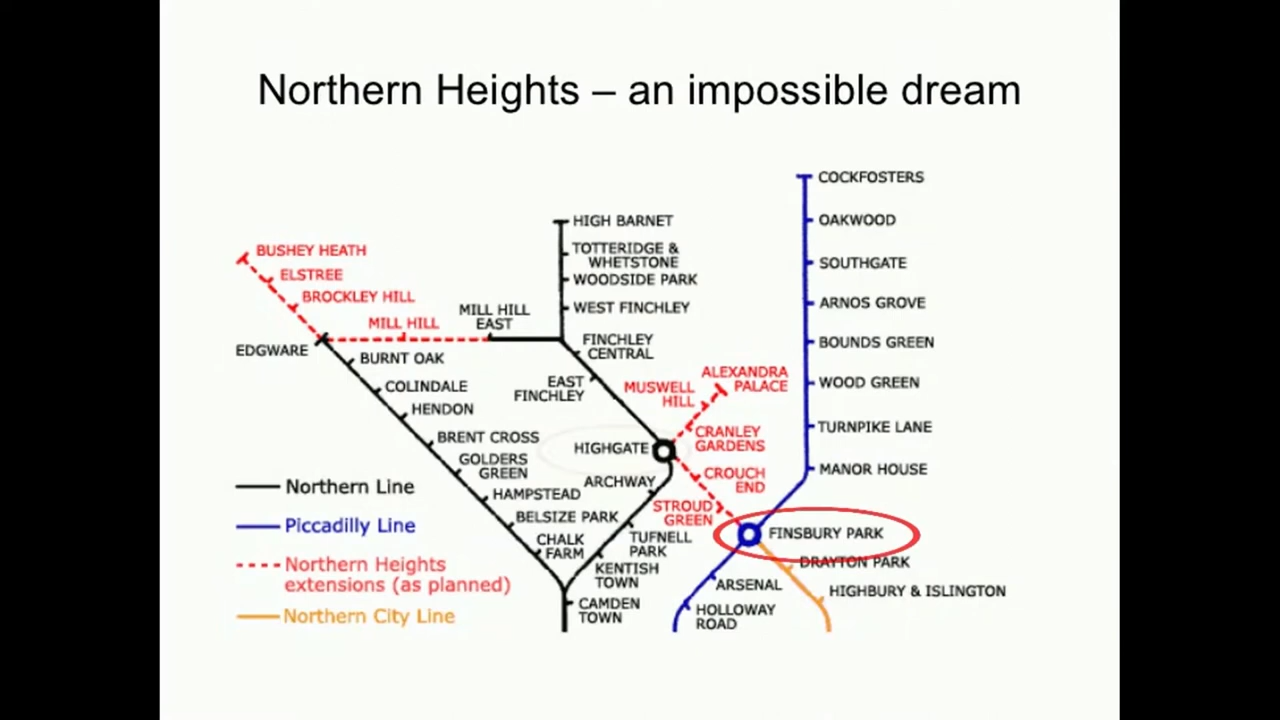 Northern Heights – an impossible dream
COCKFOSTERS
OAKWOOD
SOUTHGATE
ARNOS GROVE
BOUNDS GREEN
WOOD GREEN
TURNPIKE LANE
MANOR HOUSE
FINSBURY PARK
DRAYTON PARK
HIGHBURY & ISLINGTON
ARSENAL
HOLLOWAY
ROAD
HIGH BARNET
TOTTERIDGE &
WHETSTONE
WOODSIDE PARK
WEST FINCHLEY
FINCHLEY
CENTRAL
MILL HILL
EAST
EAST
FINCHLEY
HIGHGATE
ARCHWAY
TUFNELL
PARK
KENTISH
TOWN
CAMDEN
TOWN
BUSHEY HEATH
ELSTREE
BROCKLEY HILL
MILL HILL
EDGWARE
BURNT OAK
COLINDALE
HENDON
BRENT CROSS
GOLDERS
GREEN
HAMPSTEAD
BELSIZE PARK
CHALK
FARM
ALEXANDRA
PALACE
MUSWELL
HILL
CRANLEY
GARDENS
CROUCH
END
STROUD
GREEN
Northern Line
Piccadilly Line
Northern Heights
extensions (as planned)
Northern City Line